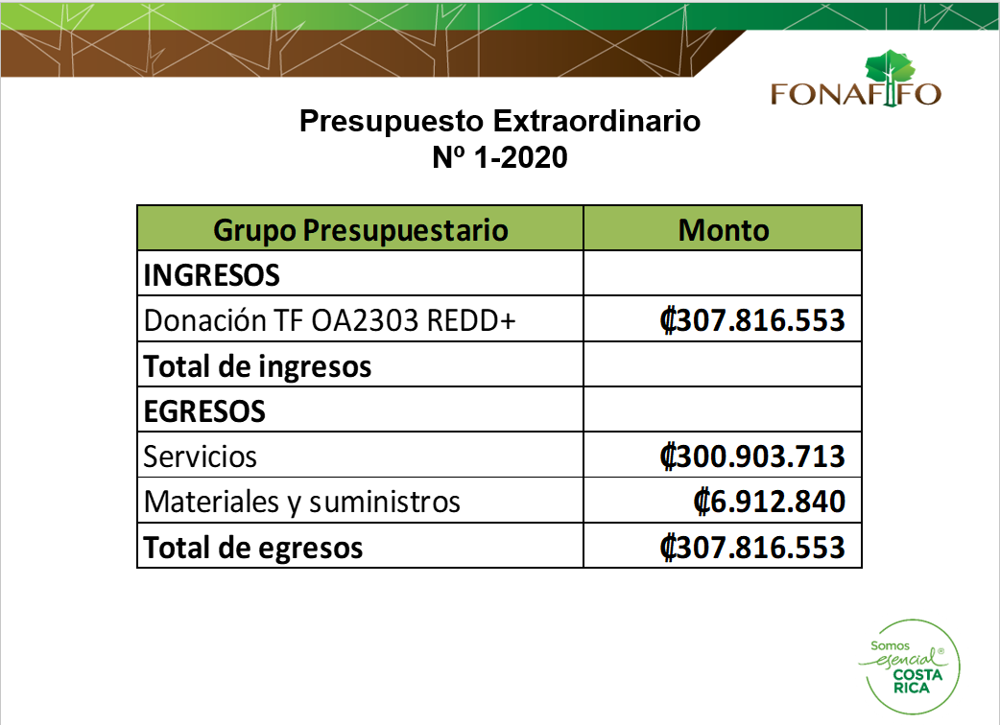 FONAFIFO
Presupuesto Extraordinario
Nº 1-2020
Grupo Presupuestario Monto
INGRESOS
Donación TF OA2303 REDD+ ₡307.816.553
Total de ingresos
EGRESOS
Servicios ₡300.903.713
Materiales y suministros ₡6.912.840
Total de egresos ₡307.816.553
Somos
esencial®
COSTA
RICA